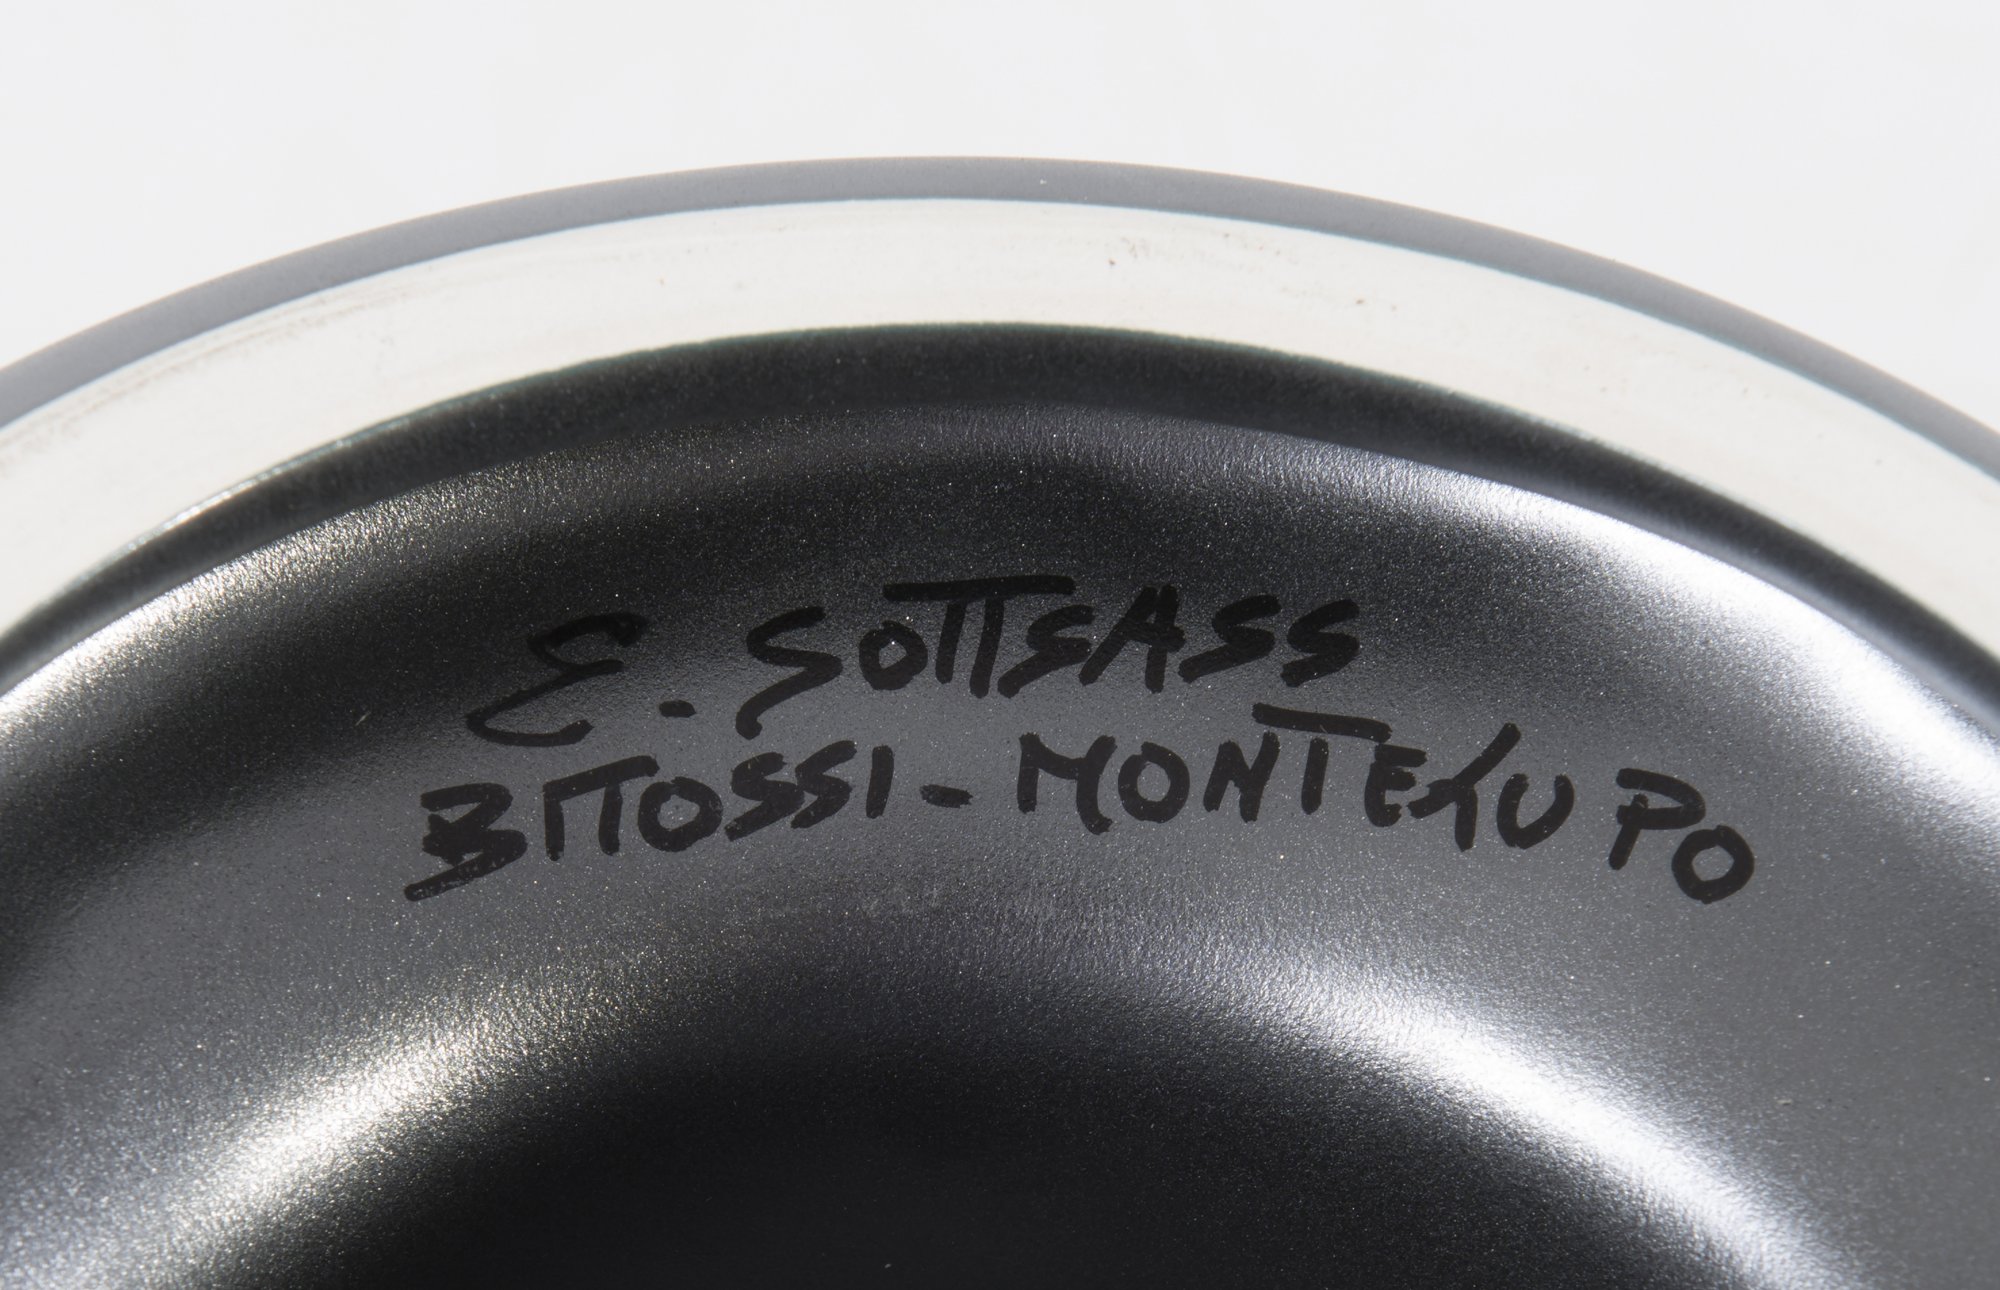 E. SOTTSASS
BITOSSI - MONTELUPO